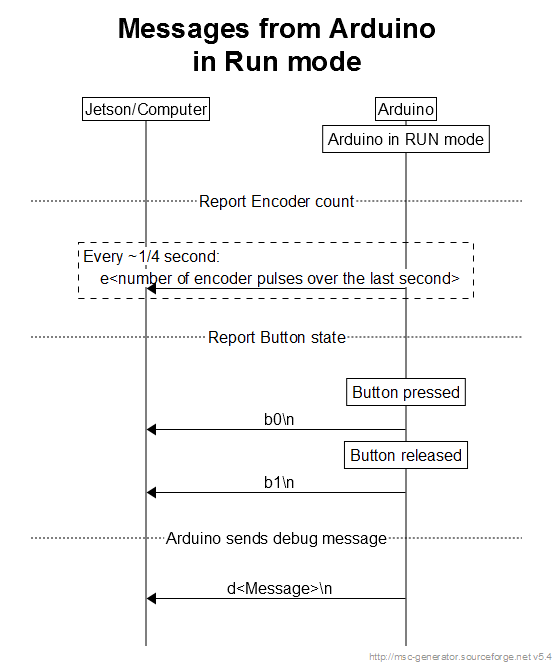 Messages from Arduino
in Run mode
Jetson/Computer
Arduino
Arduino in RUN mode
Report Encoder count
Every ~1/4 second:
e<number of encoder pulses over the last second>
Report Button state
Button pressed
b0\n
Button released
b1\n
Arduino sends debug message
d<Message>\n
http://msc-generator.sourceforge.net v5.4